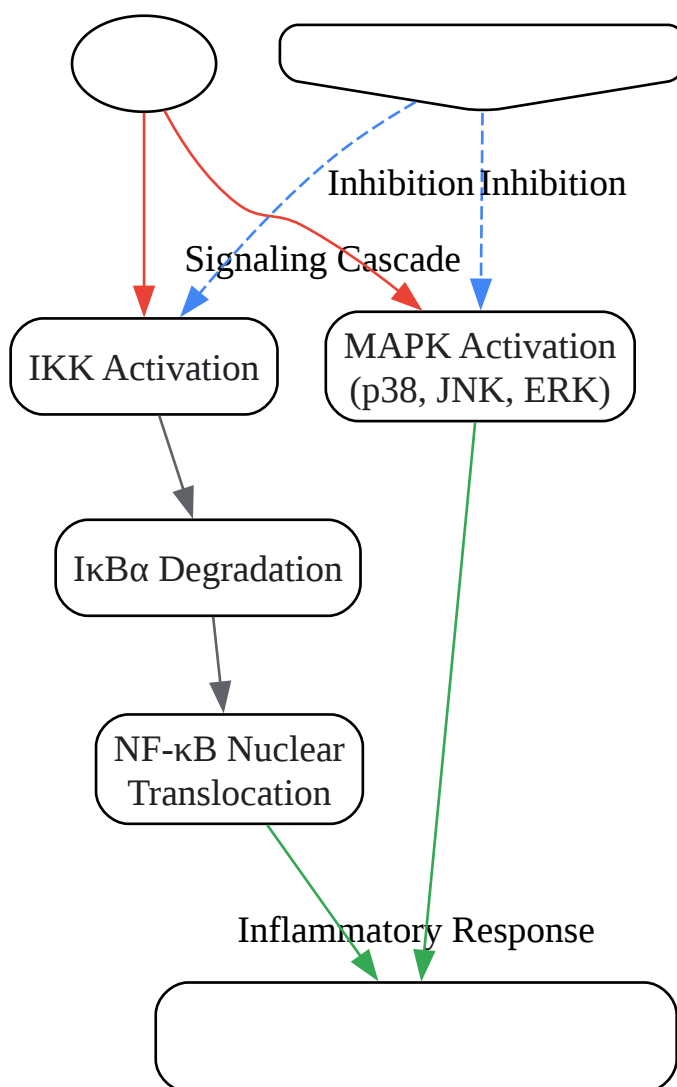 Inhibition
Inhibition
Signaling Cascade
IKK Activation
MAPK Activation
(p38, JNK, ERK)
IκBα Degradation
NF-κB Nuclear
Translocation
Inflammatory Response